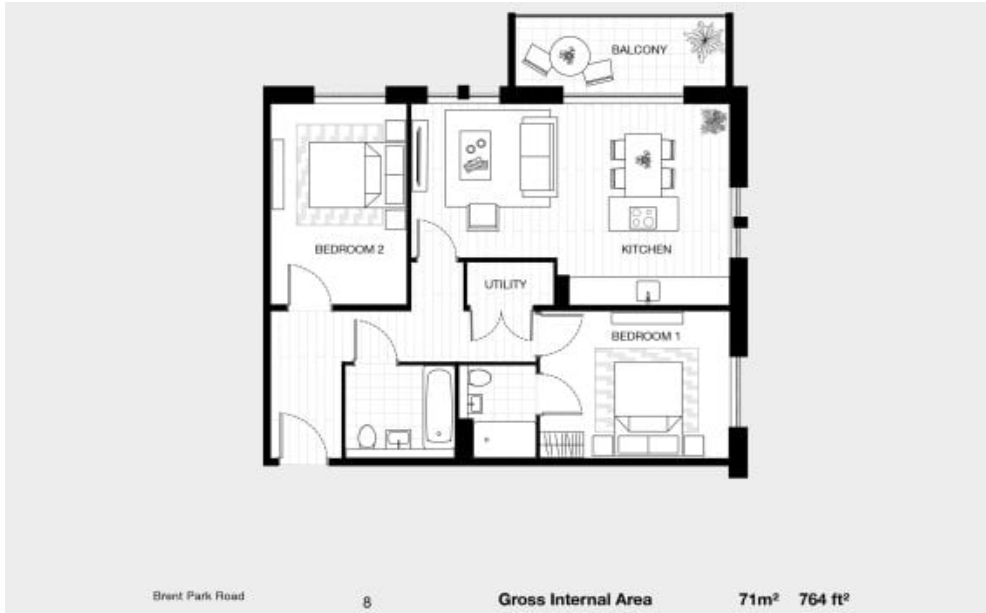 BALCONY
BEDROOM 2
KITCHEN
UTILITY
BEDROOM 1
Brent Park Road
8
Gross Internal Area
71m² 764 ft²